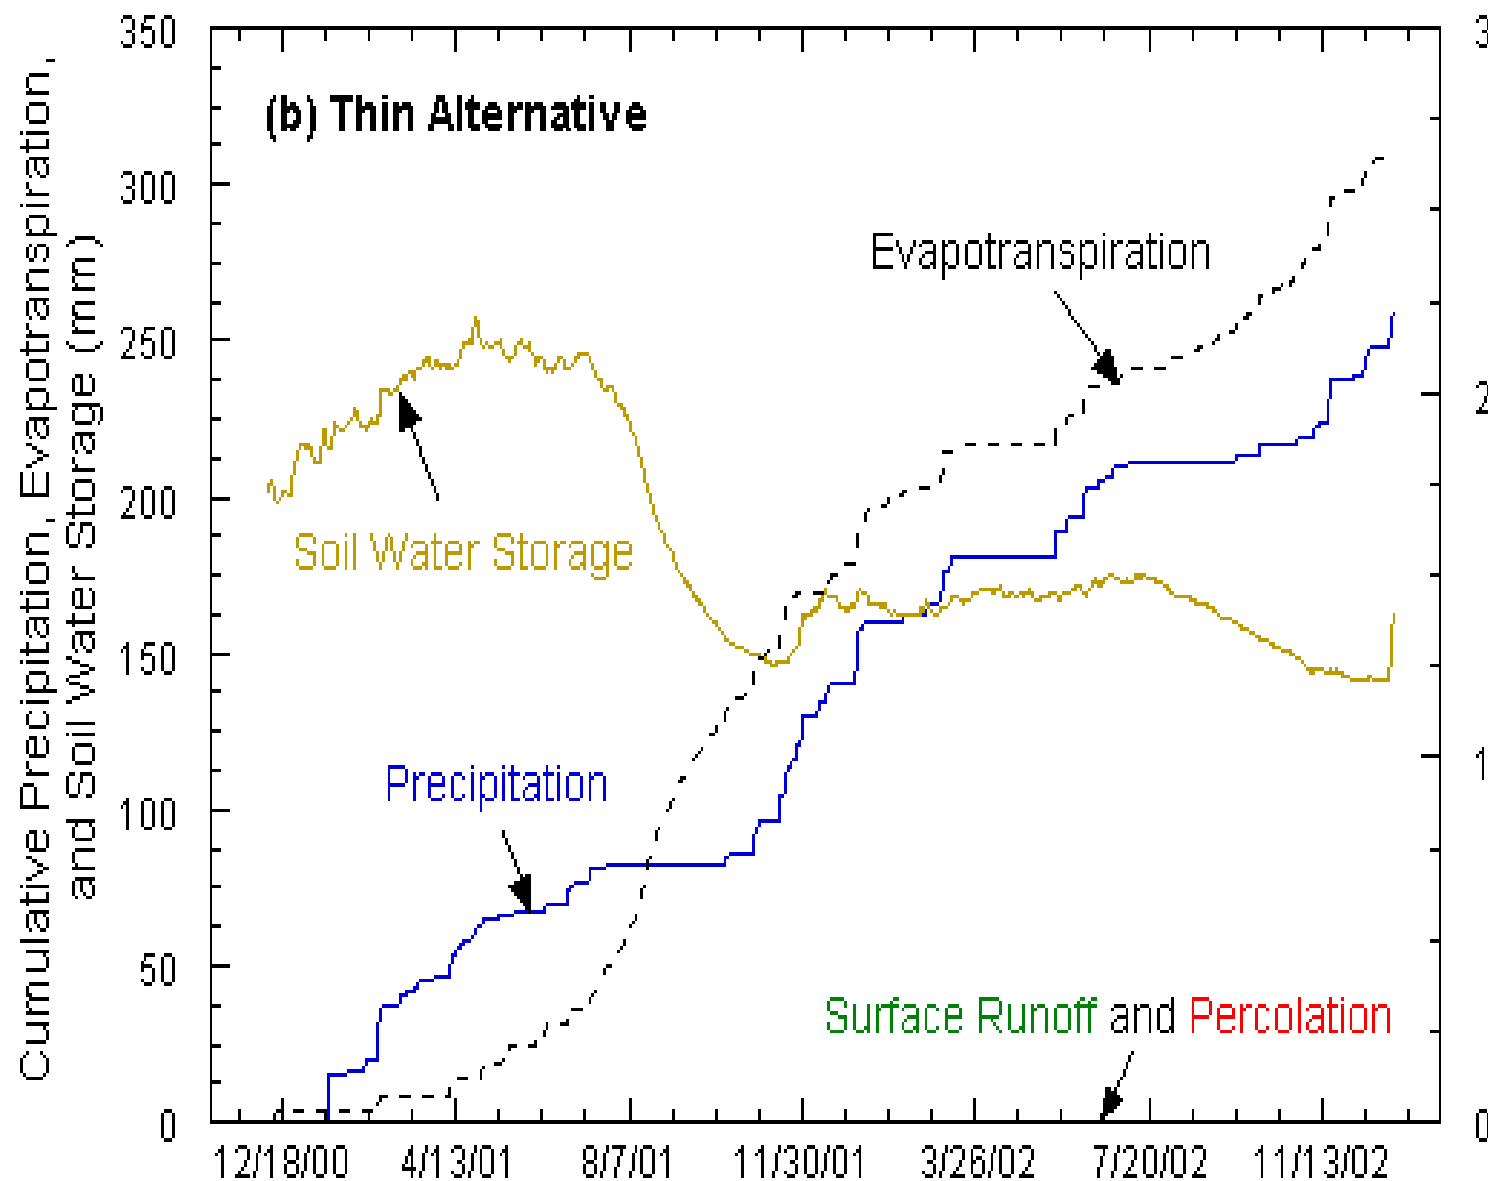 Cumulative Precipitation, Evapotranspiration,
and Soil Water Storage (mm)
350
300
250
200
150
100
50
0
(b) Thin Alternative
Evapotranspiration
Soil Water Storage
Precipitation
Surface Runoff and Percolation
3
2
1
0
12/18/00 4/13/01 8/7/01 11/30/01 3/26/02 7/20/02 11/13/02